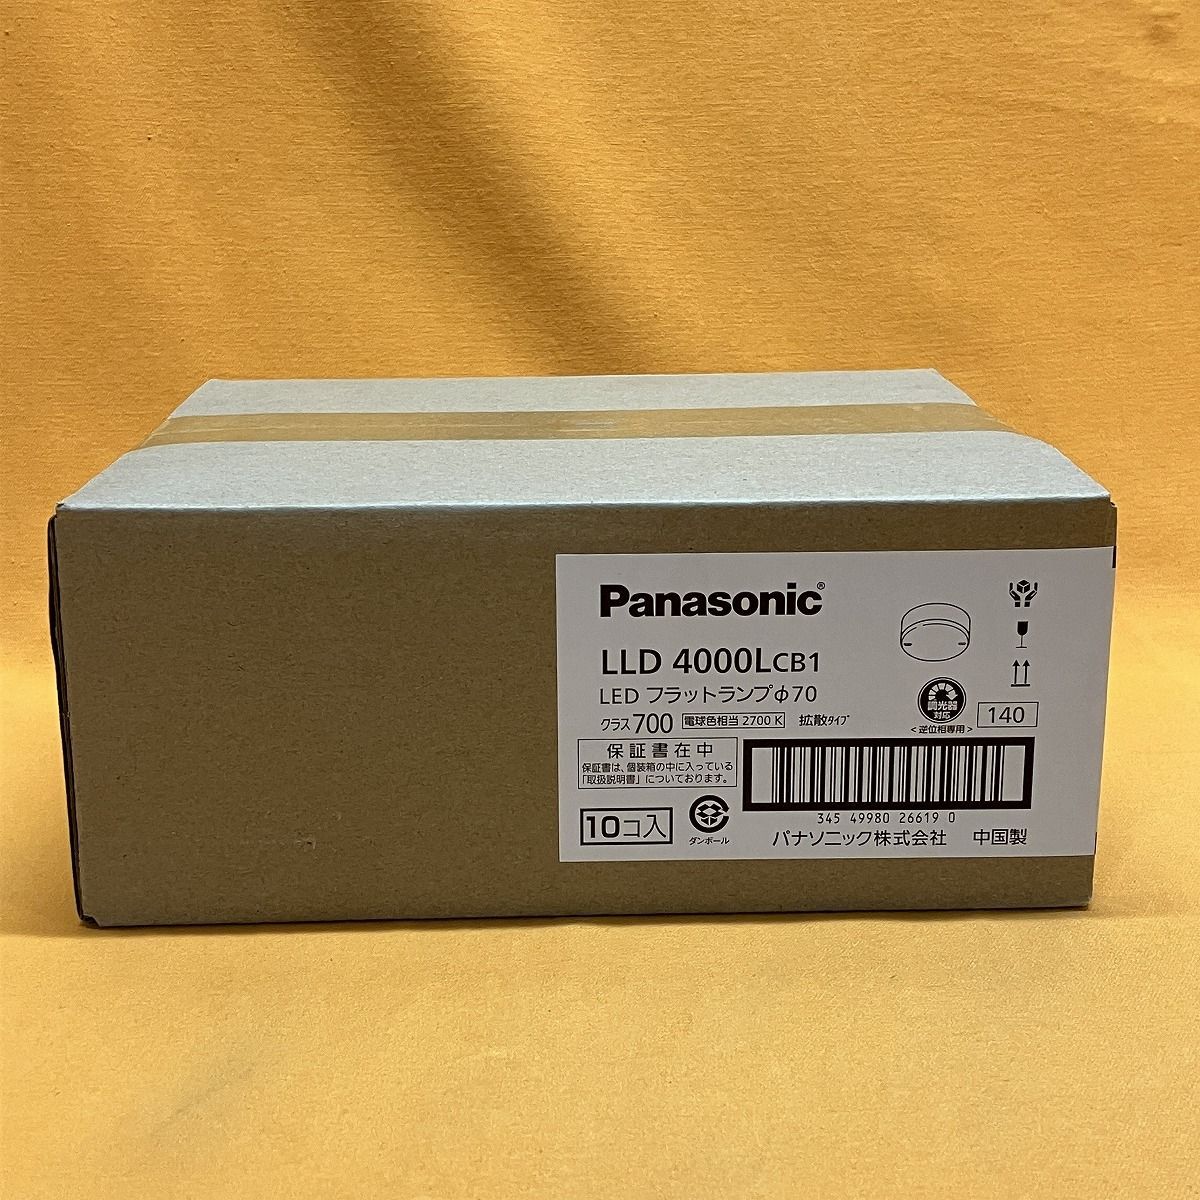 Panasonic®
LLD 4000LCB1
LED フラットランプφ70
クラス700 電球色相当 2700 K 拡散タイプ
調光器
対応
<逆位相専用>
140
保証書在中
保証書は、個装箱の中に入っている
「取扱説明書」についております。
10コ入
ダンボール
345 49980 26619 0
パナソニック株式会社 中国製